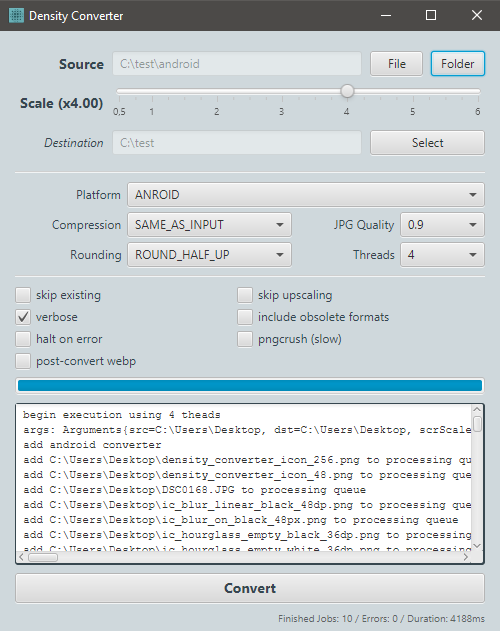 Density Converter
Source C:\test\android File Folder
Scale (x4.00)
0,5 1 2 3 4 5 6
Destination C:\test Select
Platform ANROID
Compression SAME_AS_INPUT JPG Quality 0.9
Rounding ROUND_HALF_UP Threads 4
skip existing skip upscaling
verbose include obsolete formats
halt on error pngcrush (slow)
post-convert webp
begin execution using 4 theads
args: Arguments{src=C:\Users\Desktop, dst=C:\Users\Desktop, scrScale
add android converter
add C:\Users\Desktop\density_converter_icon_256.png to processing qu
add C:\Users\Desktop\density_converter_icon_48.png to processing que
add C:\Users\Desktop\DSC0168.JPG to processing queue
add C:\Users\Desktop\ic_blur_linear_black_48dp.png to processing que
add C:\Users\Desktop\ic_blur_on_black_48px.png to processing queue
add C:\Users\Desktop\ic_hourglass_empty_black_36dp.png to processing
add C:\Users\Desktop\ic_hourglass_empty_white_36dp.png to processing
Convert
Finished Jobs: 10 / Errors: 0 / Duration: 4188ms